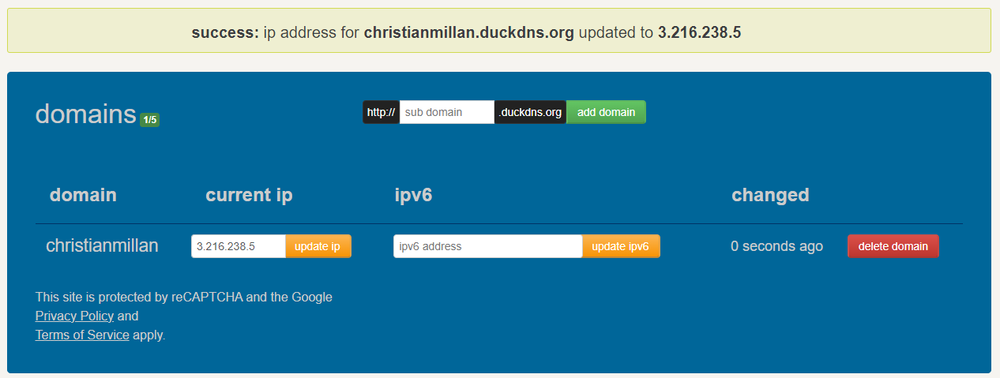 success: ip address for christianmillan.duckdns.org updated to 3.216.238.5
domains 1/5
http:// sub domain .duckdns.org add domain
domain current ip ipv6 changed
christianmillan 3.216.238.5 update ip ipv6 address update ipv6 0 seconds ago delete domain
This site is protected by reCAPTCHA and the Google
Privacy Policy and
Terms of Service apply.